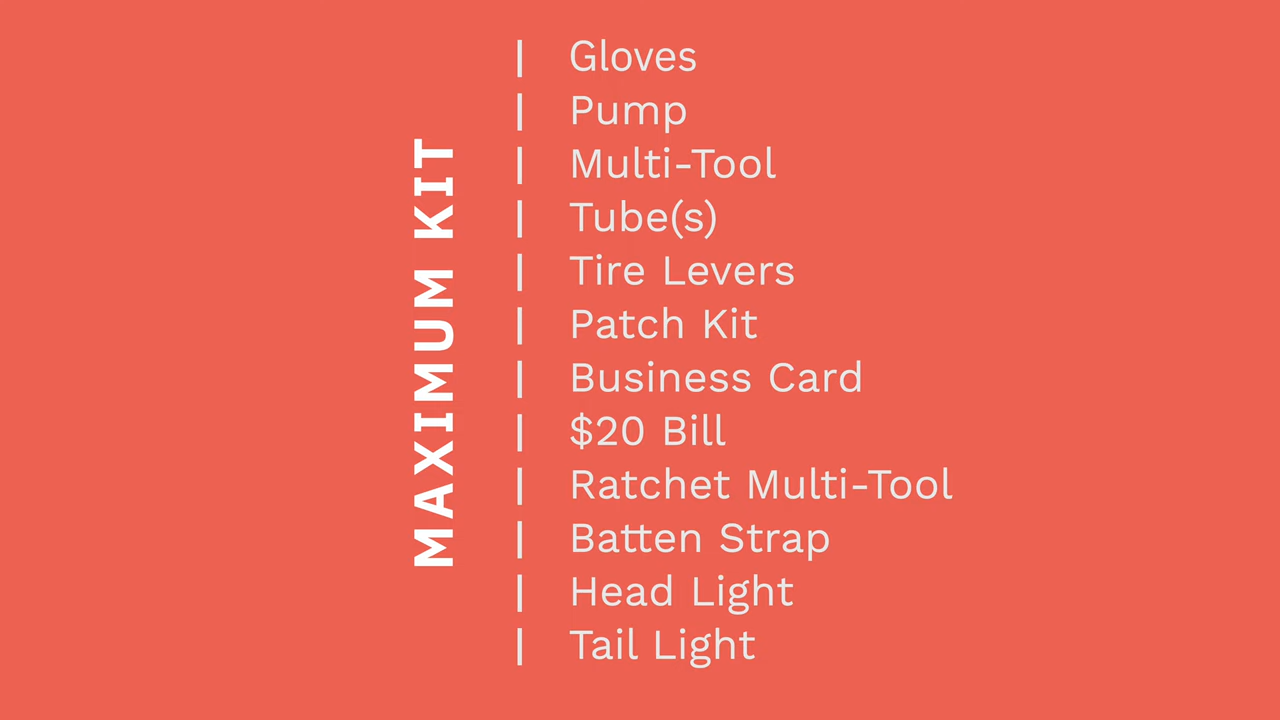 MAXIMUM KIT
| Gloves
| Pump
| Multi-Tool
| Tube(s)
| Tire Levers
| Patch Kit
| Business Card
| $20 Bill
| Ratchet Multi-Tool
| Batten Strap
| Head Light
| Tail Light